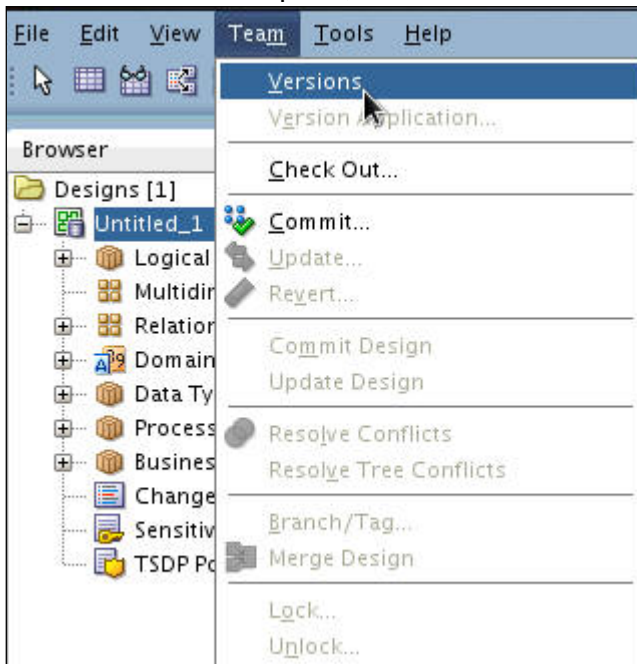 File Edit View Team Tools Help
Versions
Version Application...
Browser
Check Out...
Designs [1]
Untitled_1
Commit...
Logical
Update...
Multidir
Revert...
Relation
Domain
Commit Design
Data Ty
Update Design
Process
Resolve Conflicts
Busines
Resolve Tree Conflicts
Change
Sensitiv
Branch/Tag...
TSDP Po
Merge Design
Lock...
Unlock...